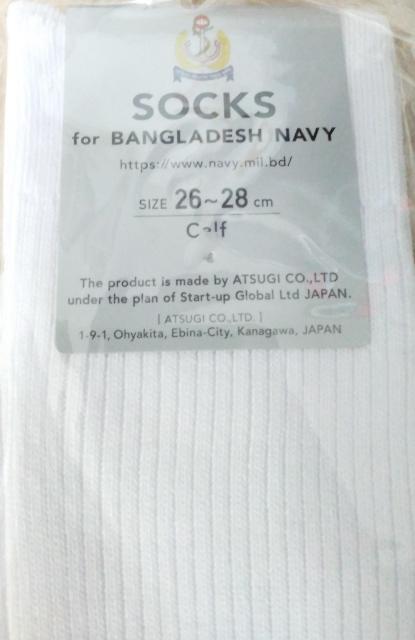 SOCKS
for BANGLADESH NAVY
https://www.navy.mil.bd/
SIZE 26~28 cm
Calf
The product is made by ATSUGI CO.,LTD
under the plan of Start-up Global Ltd JAPAN.
[ ATSUGI CO.,LTD. ]
1-9-1, Ohyakita, Ebina-City, Kanagawa, JAPAN